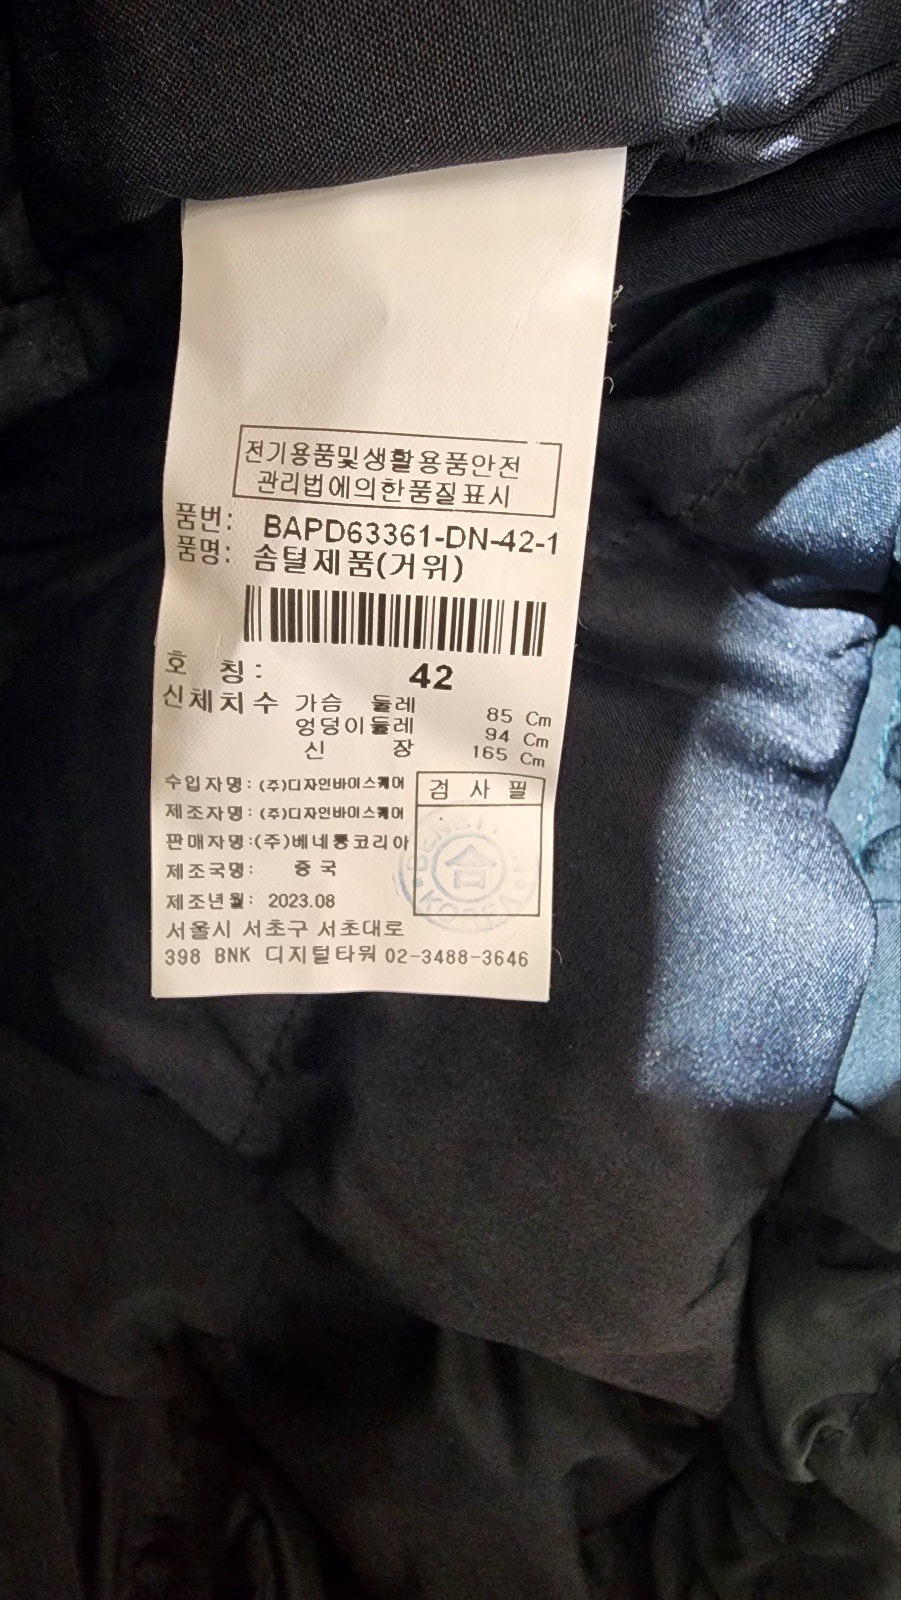 전기용품및생활용품안전
관리법에의한품질표시
품번: BAPD63361-DN-42-1
품명: 솜털제품(거위)
호 칭: 42
신체치수 가슴 둘레 85 Cm
엉덩이둘레 94 Cm
신 장 165 Cm
수입자명: (주)디자인바이스퀘어
제조자명: (주)디자인바이스퀘어
판매자명:(주)베네통코리아
제조국명: 중국
제조년월: 2023.08
검 사 필
합
KOREA
서울시 서초구 서초대로
398 BNK 디지털타워 02-3488-3646